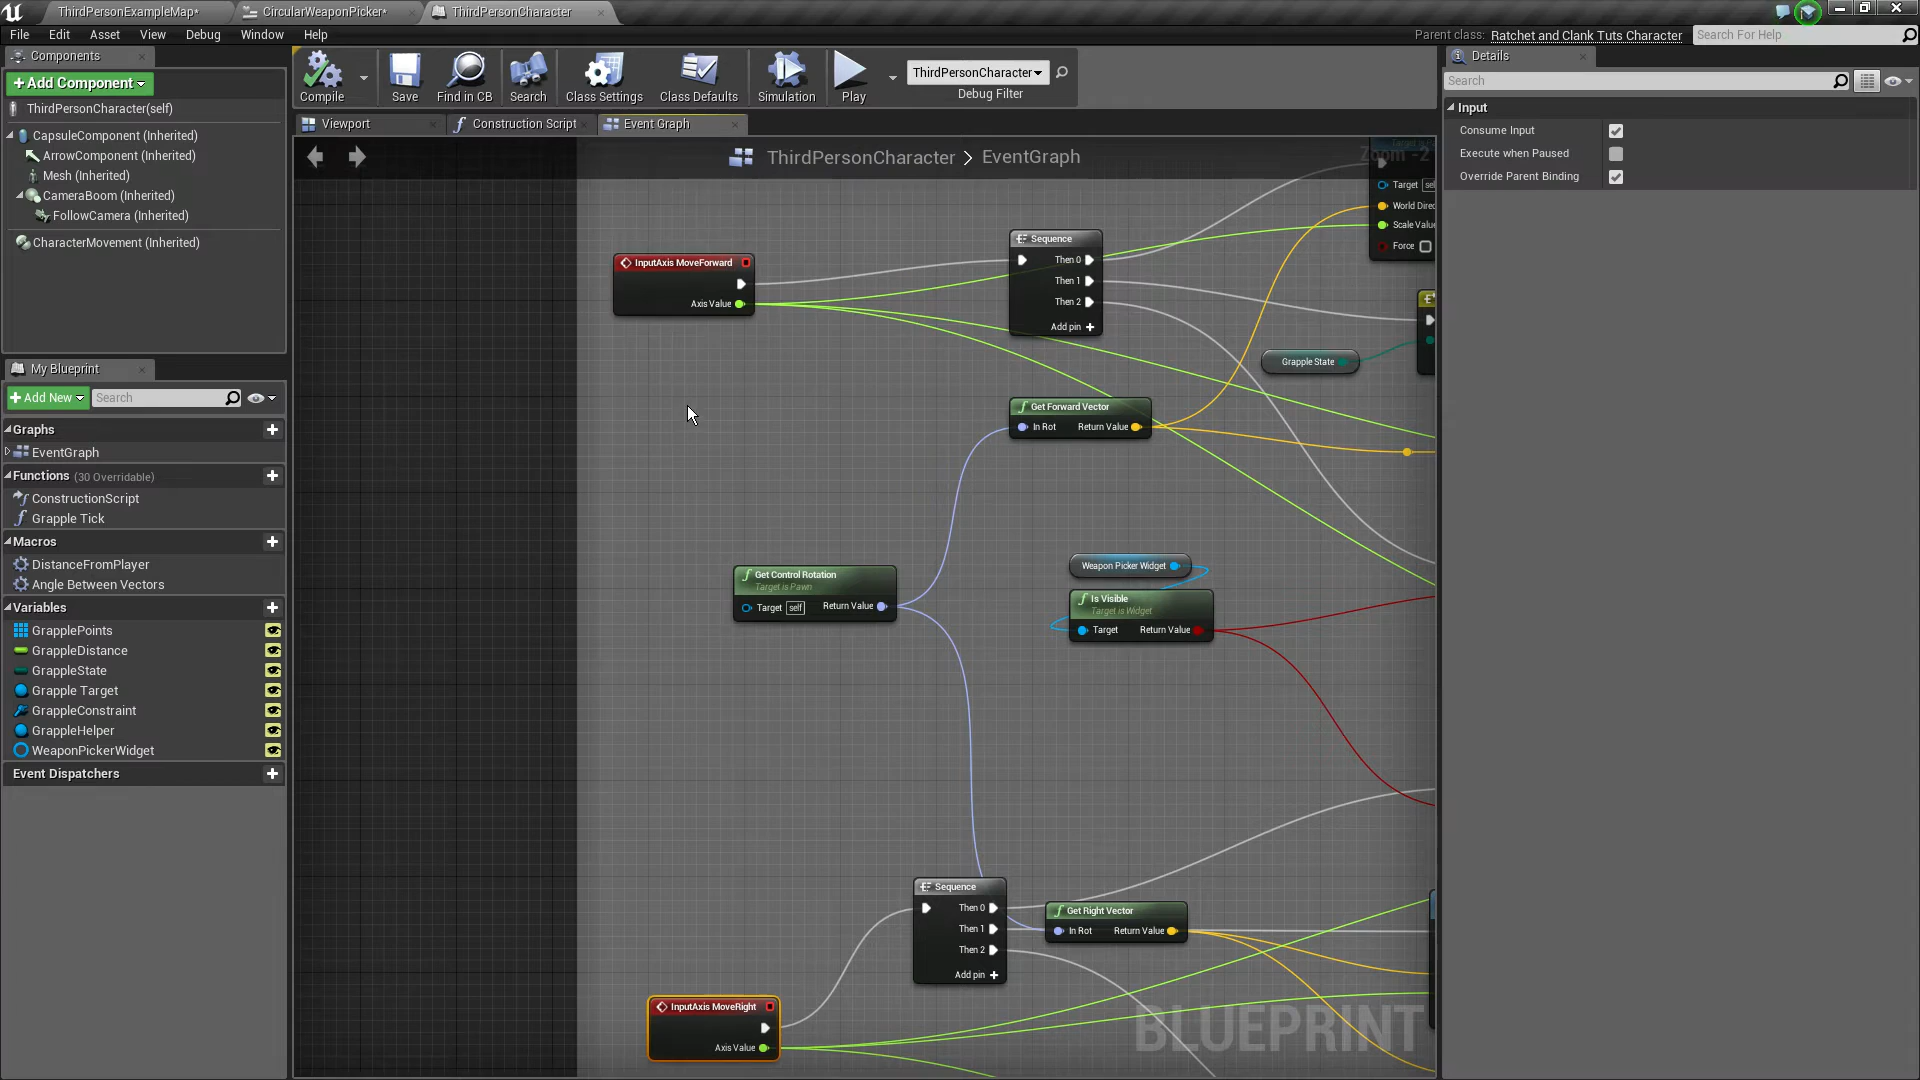 ThirdPersonExampleMap*
CircularWeaponPicker*
ThirdPersonCharacter
File Edit Asset View Debug Window Help
Parent class: Ratchet and Clank Tuts Character
Search For Help
Components
+ Add Component
ThirdPersonCharacter(self)
CapsuleComponent (Inherited)
ArrowComponent (Inherited)
Mesh (Inherited)
CameraBoom (Inherited)
FollowCamera (Inherited)
CharacterMovement (Inherited)
My Blueprint
+ Add New
Search
Graphs
EventGraph
Functions (30 Overridable)
ConstructionScript
Grapple Tick
Macros
DistanceFromPlayer
Angle Between Vectors
Variables
GrapplePoints
GrappleDistance
GrappleState
Grapple Target
GrappleConstraint
GrappleHelper
WeaponPickerWidget
Event Dispatchers
Compile
Save
Find in CB
Search
Class Settings
Class Defaults
Simulation
Play
ThirdPersonCharacter
Debug Filter
Viewport
Construction Script
Event Graph
ThirdPersonCharacter > EventGraph
Zoom -2
InputAxis MoveForward
Axis Value
Sequence
Then 0
Then 1
Then 2
Add pin +
Target
World Direc
Scale Value
Force
Grapple State
Get Forward Vector
In Rot Return Value
Get Control Rotation
Target is Pawn
Target self Return Value
Weapon Picker Widget
Is Visible
Target is Widget
Target Return Value
Sequence
Then 0
Then 1
Then 2
Add pin +
Get Right Vector
In Rot Return Value
InputAxis MoveRight
Axis Value
BLUEPRINT
Details
Search
Input
Consume Input
Execute when Paused
Override Parent Binding